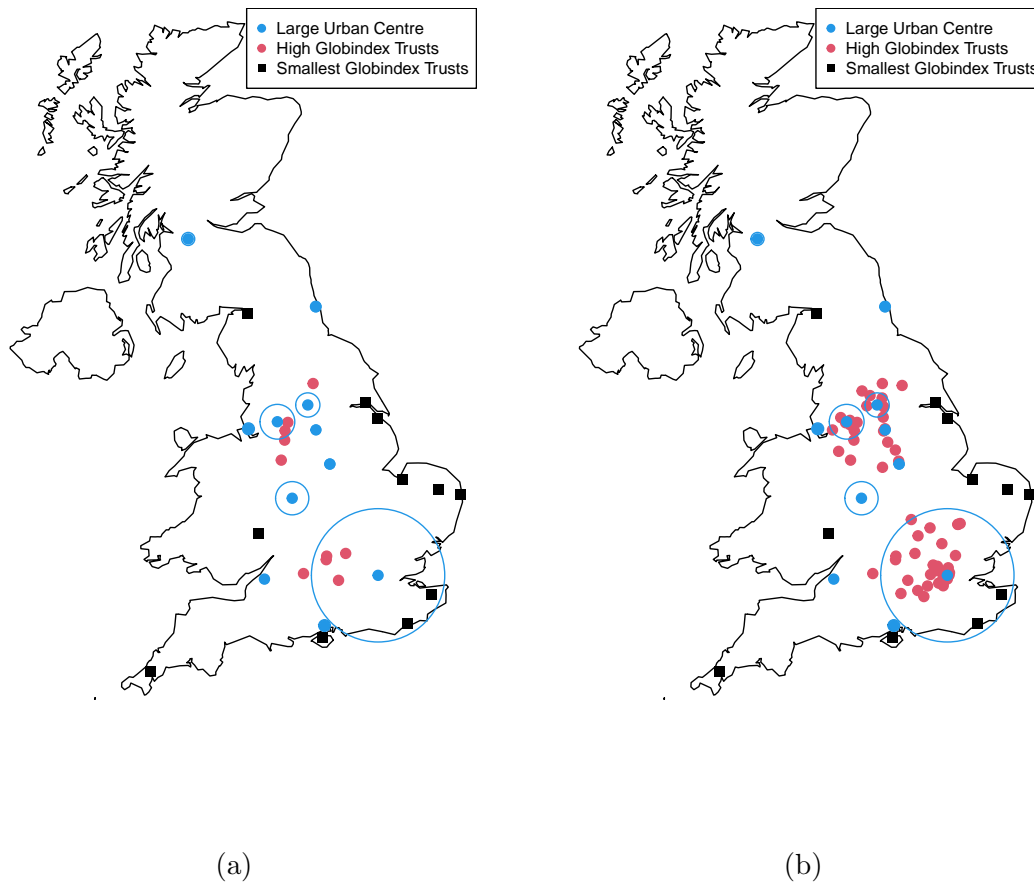 Large Urban Centre
High Globindex Trusts
Smallest Globindex Trusts
Large Urban Centre
High Globindex Trusts
Smallest Globindex Trusts
(a)
(b)